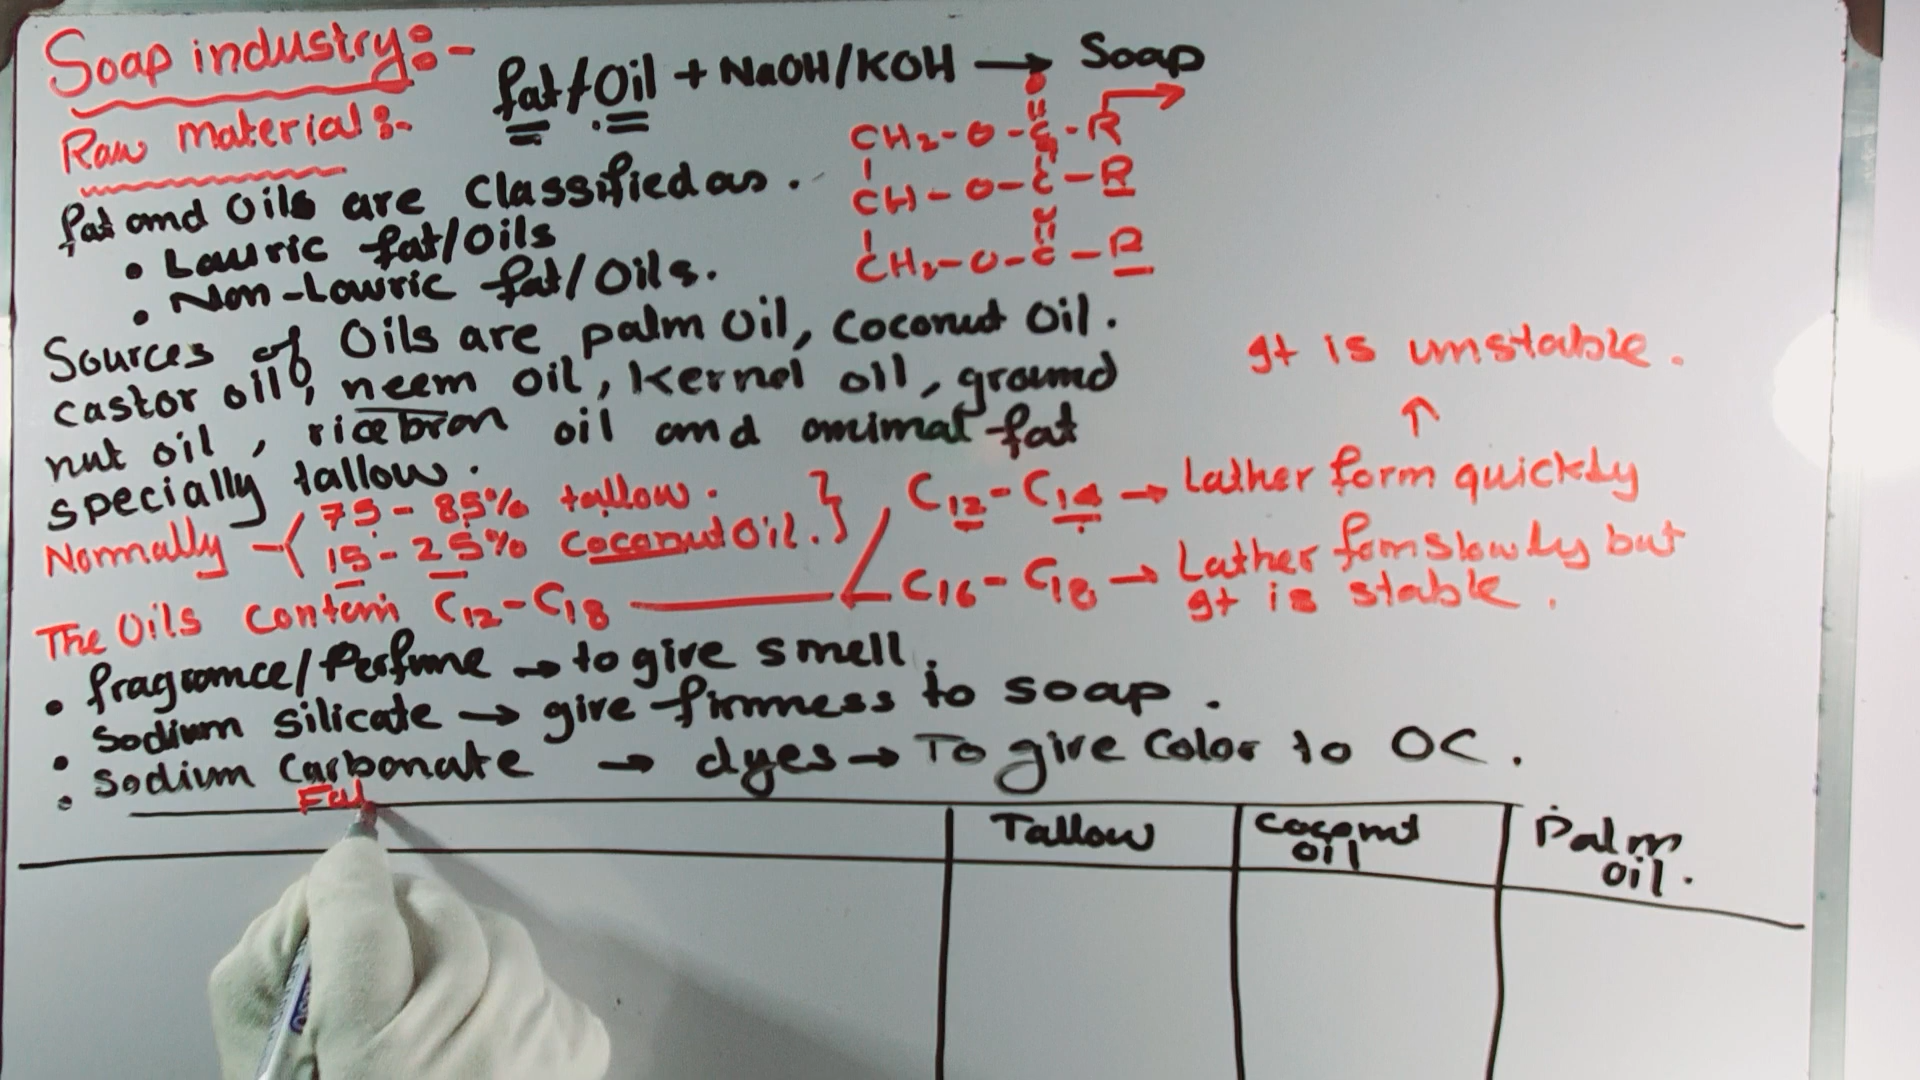 Soap industry:-
fat/Oil + NaOH/KOH → Soap
Raw material:-
CH2-O-C-R
CH-O-C-R
CH2-O-C-R
fat and Oils are Classified as.
• Lauric fat/Oils
• Non-Lauric fat/Oils.
Sources of Oils are palm Oil, Coconut Oil.
castor oil, neem oil, Kernel oil, ground
nut oil, rice bran oil and animal fat
specially tallow.
It is unstable.
↑
Normally { 75-85% tallow.
15-25% Coconut Oil. }
C12-C14 → Lather form quickly
The Oils contain C12-C18
C16-C18 → Lather form slowly but
It is stable.
• fragrance/Perfume → to give smell.
• Sodium silicate → give firmness to soap.
• Sodium Carbonate → dyes → To give Color to OC.
Tallow
Coconut
oil
Palm
oil.